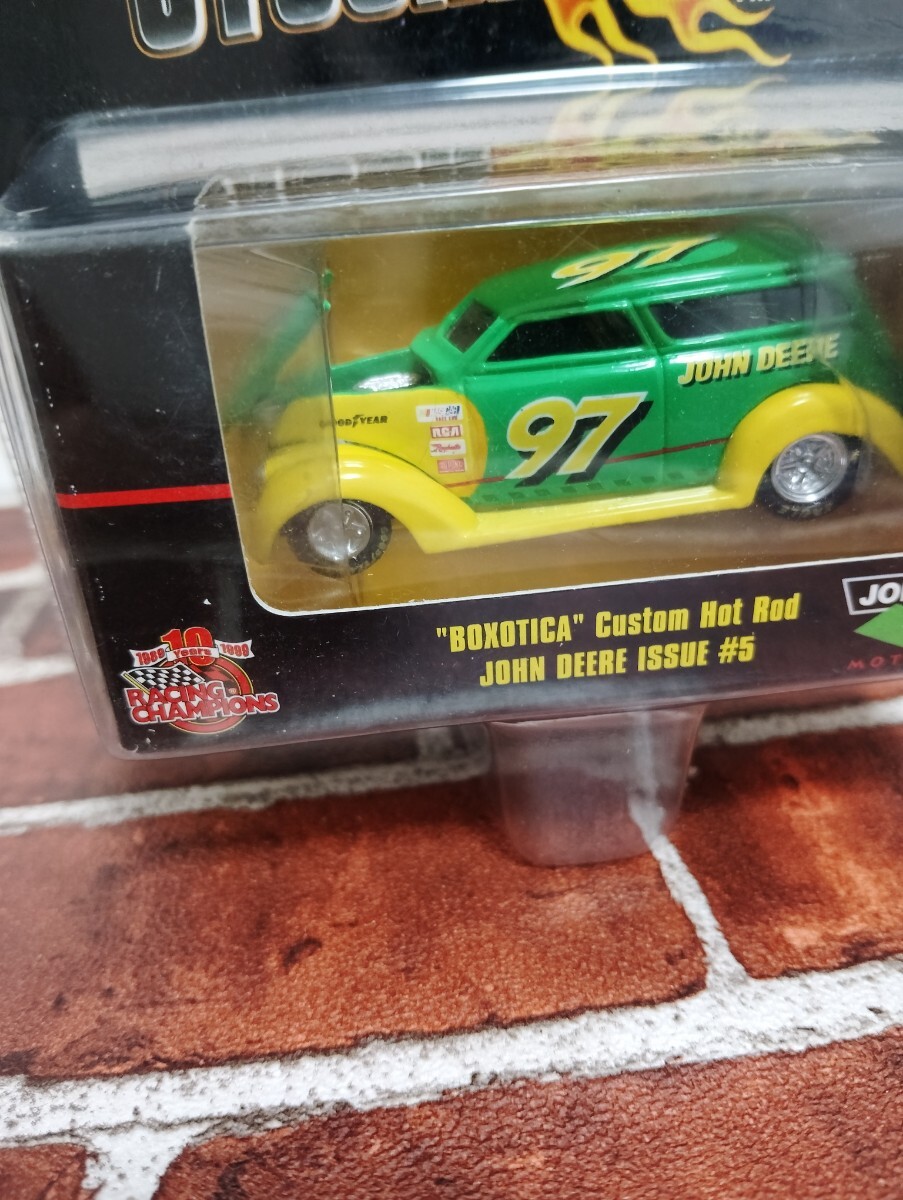 97
JOHN DEERE
97
GOODYEAR
RCA
"BOXOTICA" Custom Hot Rod
JOHN DEERE ISSUE #5
10
1989 Years 1999
RACING
CHAMPIONS